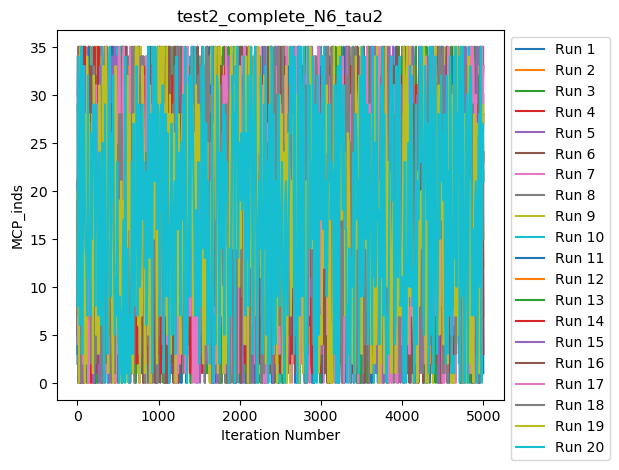 test2_complete_N6_tau2
MCP_inds
35
30
25
20
15
10
5
0
0 1000 2000 3000 4000 5000
Iteration Number
Run 1
Run 2
Run 3
Run 4
Run 5
Run 6
Run 7
Run 8
Run 9
Run 10
Run 11
Run 12
Run 13
Run 14
Run 15
Run 16
Run 17
Run 18
Run 19
Run 20